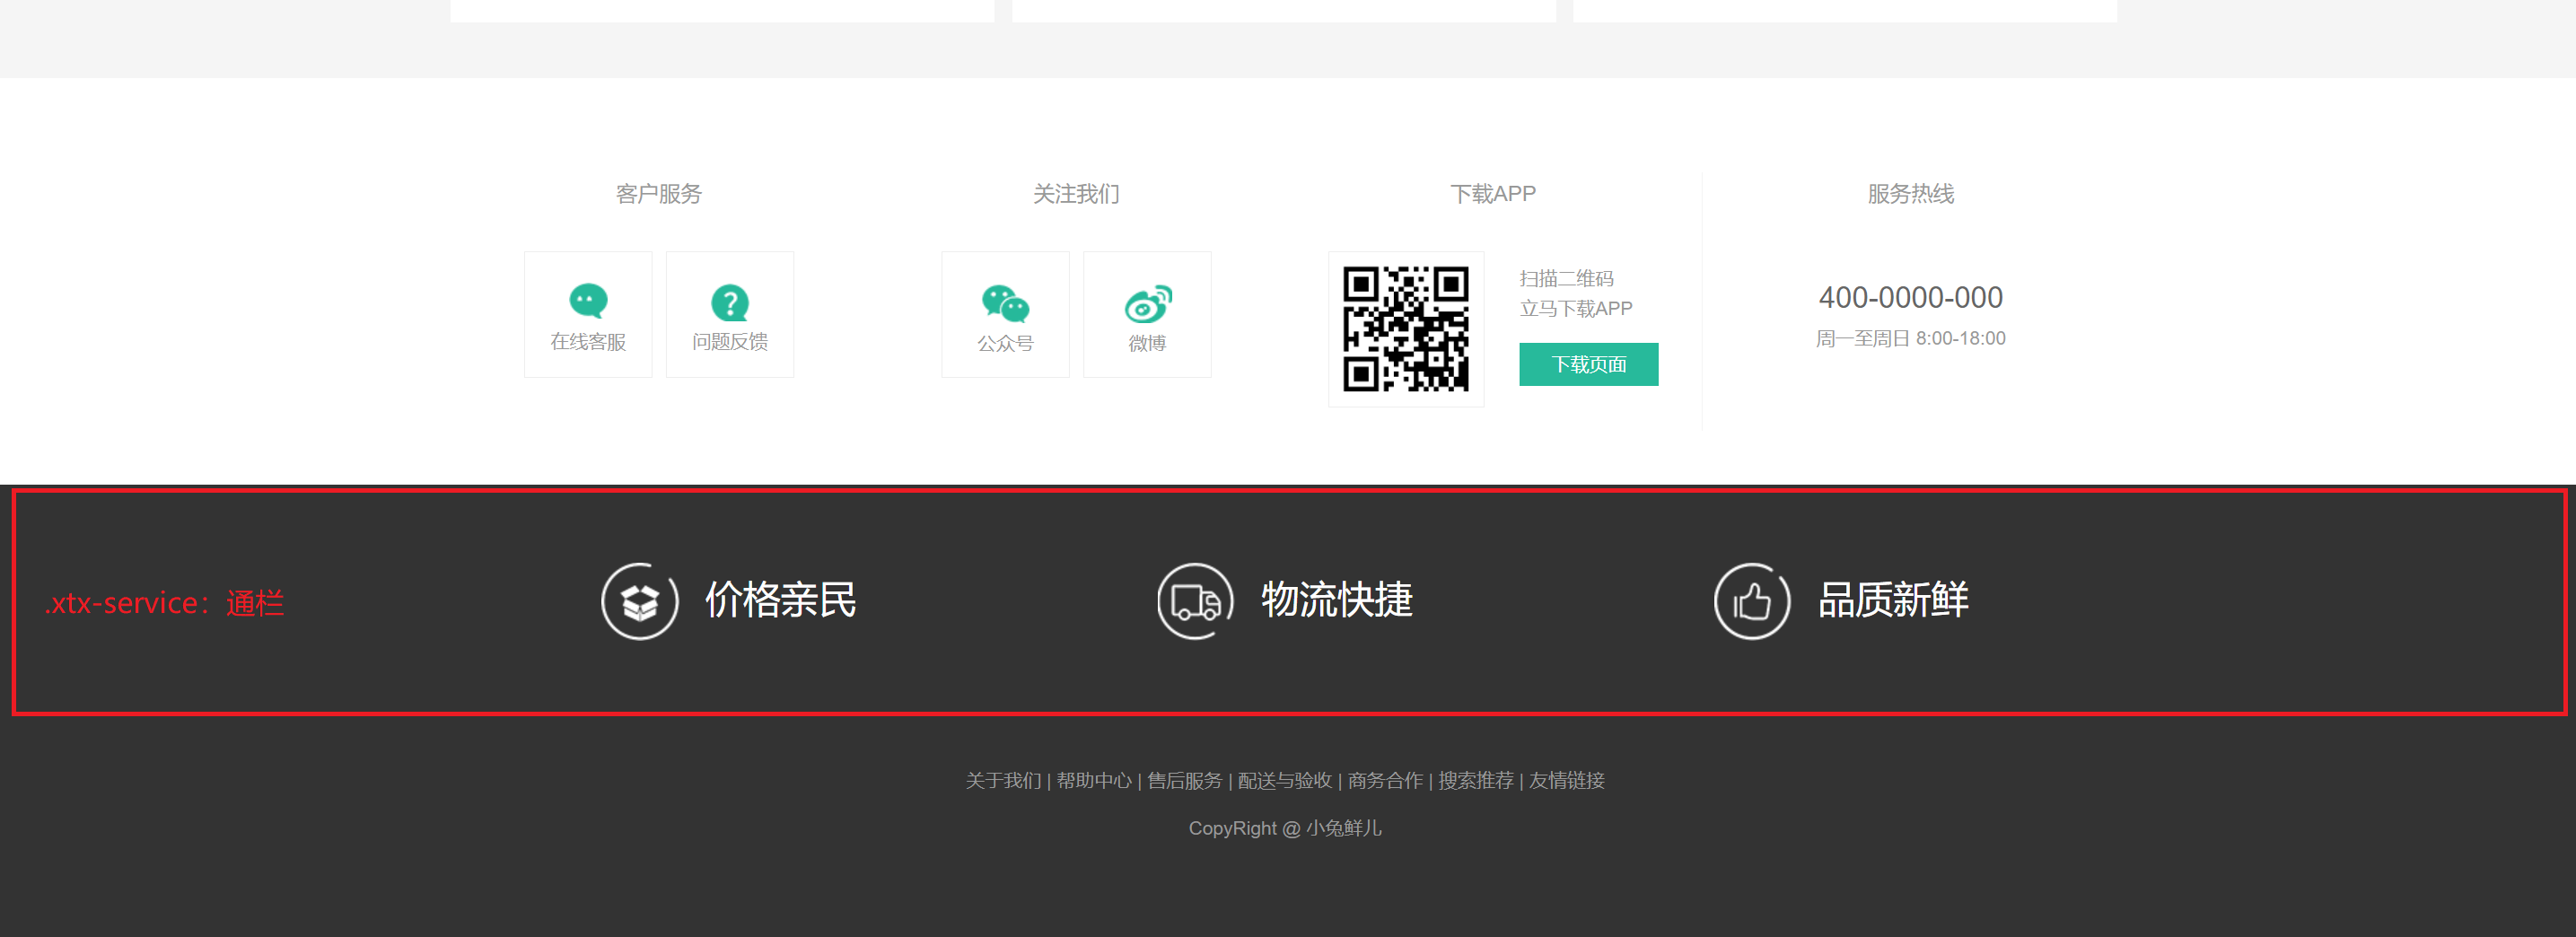 客户服务
关注我们
下载APP
服务热线
在线客服
问题反馈
公众号
微博
扫描二维码
立马下载APP
下载页面
400-0000-000
周一至周日 8:00-18:00
.xtx-service：通栏
价格亲民
物流快捷
品质新鲜
关于我们 | 帮助中心 | 售后服务 | 配送与验收 | 商务合作 | 搜索推荐 | 友情链接
CopyRight @ 小兔鲜儿